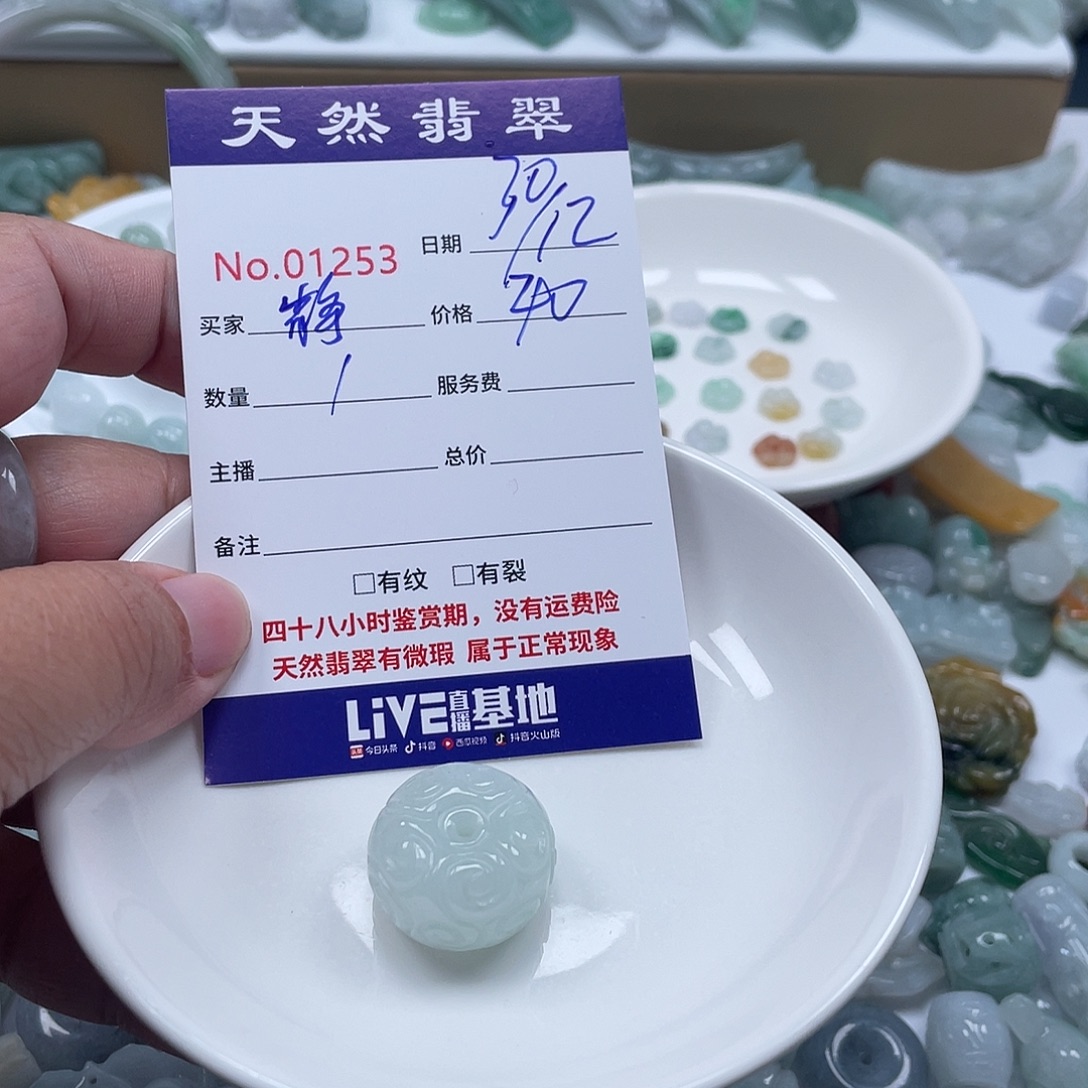 天然翡翠
No.01253 日期 30/12
买家 静 价格
数量 1 服务费
主播 总价
备注
□有纹 □有裂
四十八小时鉴赏期，没有运费险
天然翡翠有微瑕 属于正常现象
LiVE直播基地
头条 今日头条 抖音 西瓜视频 抖音火山版